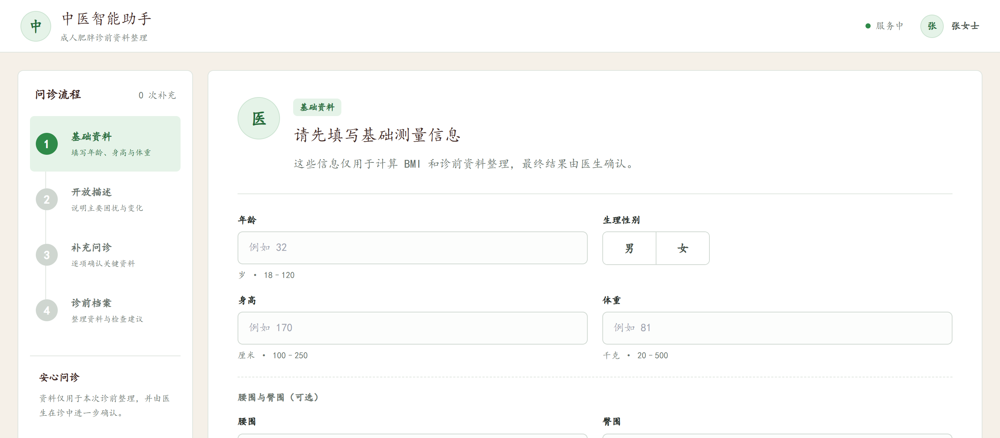 中
中医智能助手
成人肥胖诊前资料整理
服务中
张
张女士
问诊流程
0 次补充
1
基础资料
填写年龄、身高与体重
2
开放描述
说明主要困扰与变化
3
补充问诊
逐项确认关键资料
4
诊前档案
整理资料与检查建议
安心问诊
资料仅用于本次诊前整理，并由医
生在诊中进一步确认。
医
基础资料
请先填写基础测量信息
这些信息仅用于计算 BMI 和诊前资料整理，最终结果由医生确认。
年龄
例如 32
岁 • 18 - 120
生理性别
男
女
身高
例如 170
厘米 • 100 - 250
体重
例如 81
千克 • 20 - 500
腰围与臀围（可选）
腰围
臀围